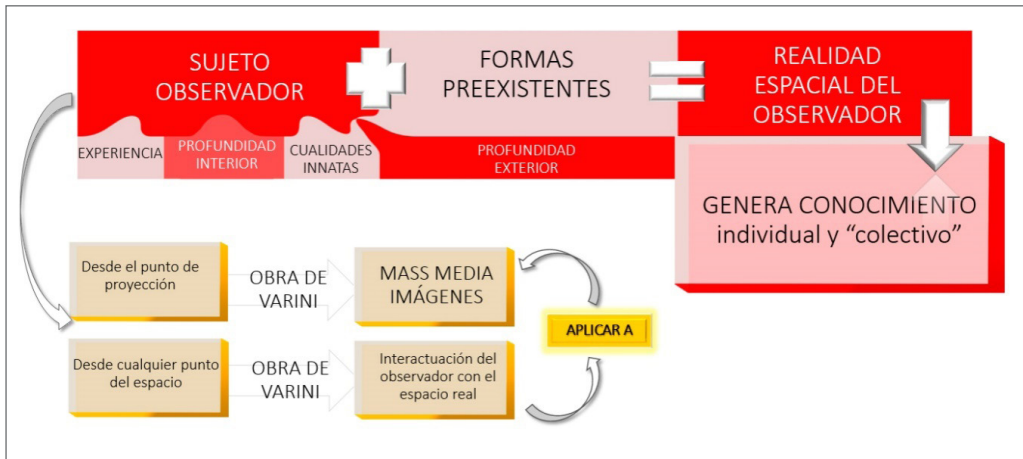 SUJETO
OBSERVADOR
FORMAS
PREEXISTENTES
REALIDAD
ESPACIAL DEL
OBSERVADOR
EXPERIENCIA
PROFUNDIDAD
INTERIOR
CUALIDADES
INNATAS
PROFUNDIDAD
EXTERIOR
GENERA CONOCIMIENTO
individual y “colectivo”
Desde el punto de
proyección
OBRA DE
VARINI
MASS MEDIA
IMÁGENES
APLICAR A
Desde cualquier punto
del espacio
OBRA DE
VARINI
Interactuación del
observador con el
espacio real